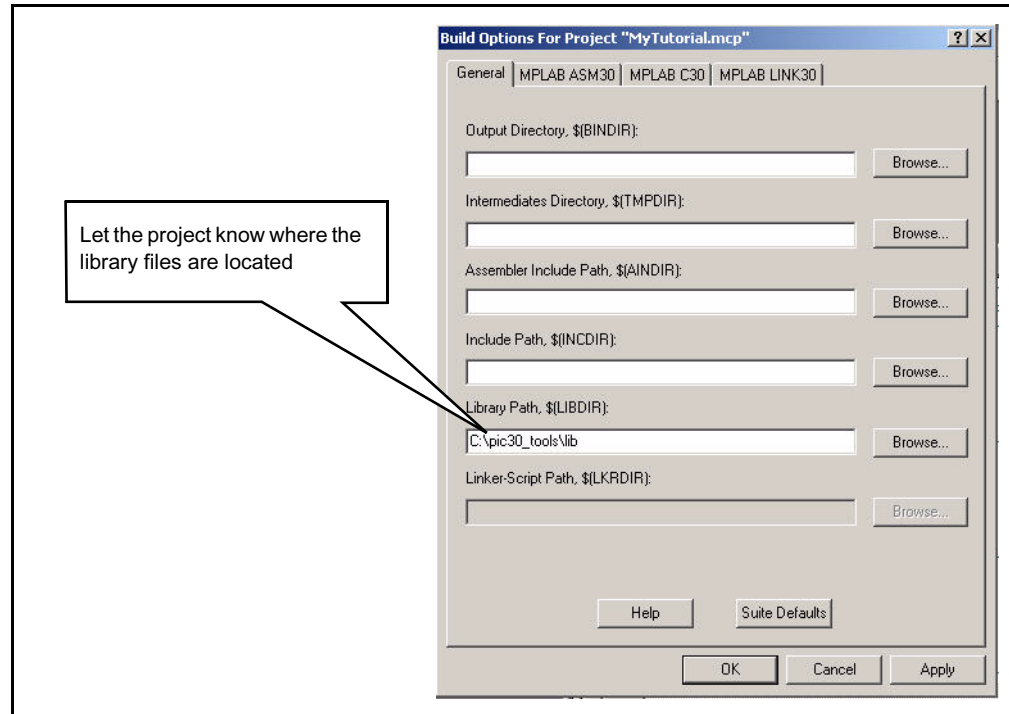 Build Options For Project "MyTutorial.mcp"
General MPLAB ASM30 MPLAB C30 MPLAB LINK30
Output Directory, $(BINDIR):
Browse...
Intermediates Directory, $(TMPDIR):
Browse...
Let the project know where the
library files are located
Assembler Include Path, $(AINDIR):
Browse...
Include Path, $(INCDIR):
Browse...
Library Path, $(LIBDIR):
C:\pic30_tools\lib
Browse...
Linker-Script Path, $(LKRDIR):
Browse...
Help Suite Defaults
OK Cancel Apply